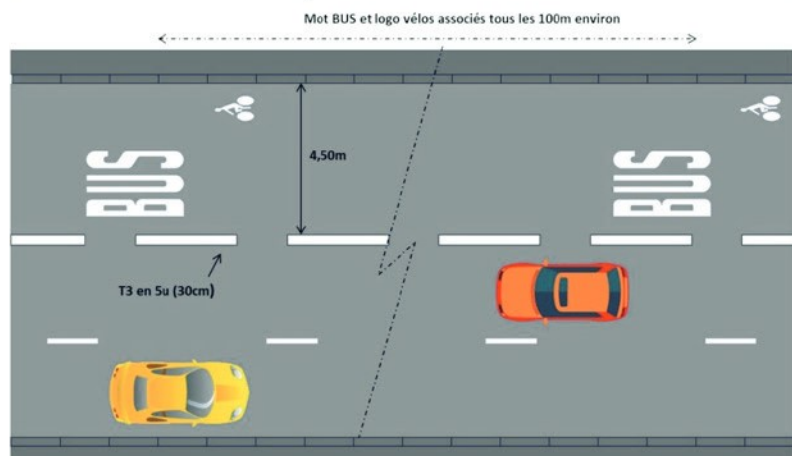 Mot BUS et logo vélos associés tous les 100m environ
4,50m
BUS
BUS
T3 en 5u (30cm)